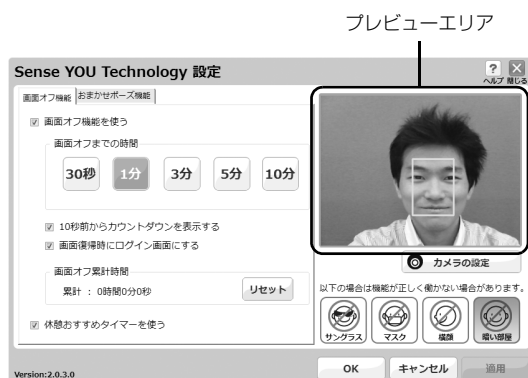 プレビューエリア
Sense YOU Technology 設定
ヘルプ 閉じる
画面オフ機能 おまかせポーズ機能
画面オフ機能を使う
画面オフまでの時間
30秒 1分 3分 5分 10分
10秒前からカウントダウンを表示する
画面復帰時にログイン画面にする
カメラの設定
画面オフ累計時間
累計 : 0時間0分0秒 リセット
以下の場合は機能が正しく働かない場合があります。
サングラス マスク 横顔 暗い部屋
休憩おすすめタイマーを使う
Version:2.0.3.0
OK キャンセル 適用